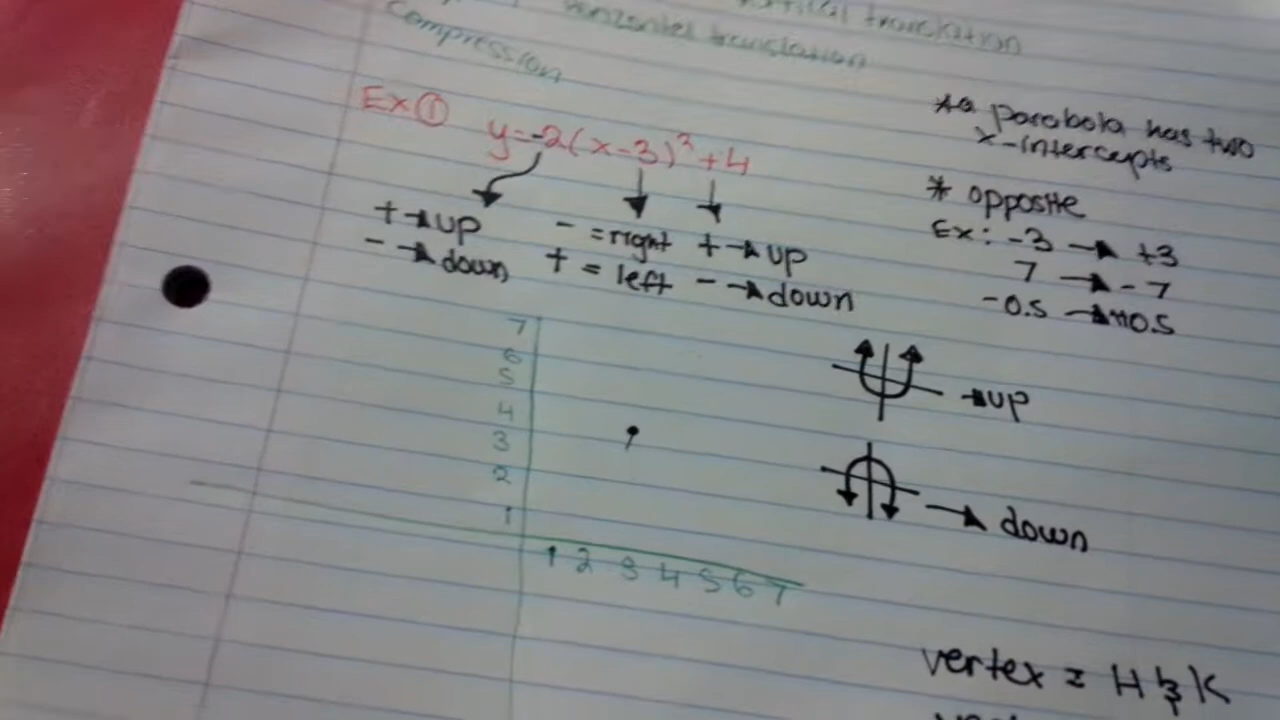 translation
horizontal translation
compression
Ex ① y=-2(x-3)²+4
+→up
-→down
- =right
+ = left
+→up
-→down
*a parabola has two
x-intercepts
* opposite
Ex: -3 → +3
7 → -7
-0.5 → +0.5
7
6
5
4
3
2
1
1 2 3 4 5 6 7
→up
→down
vertex = H & K